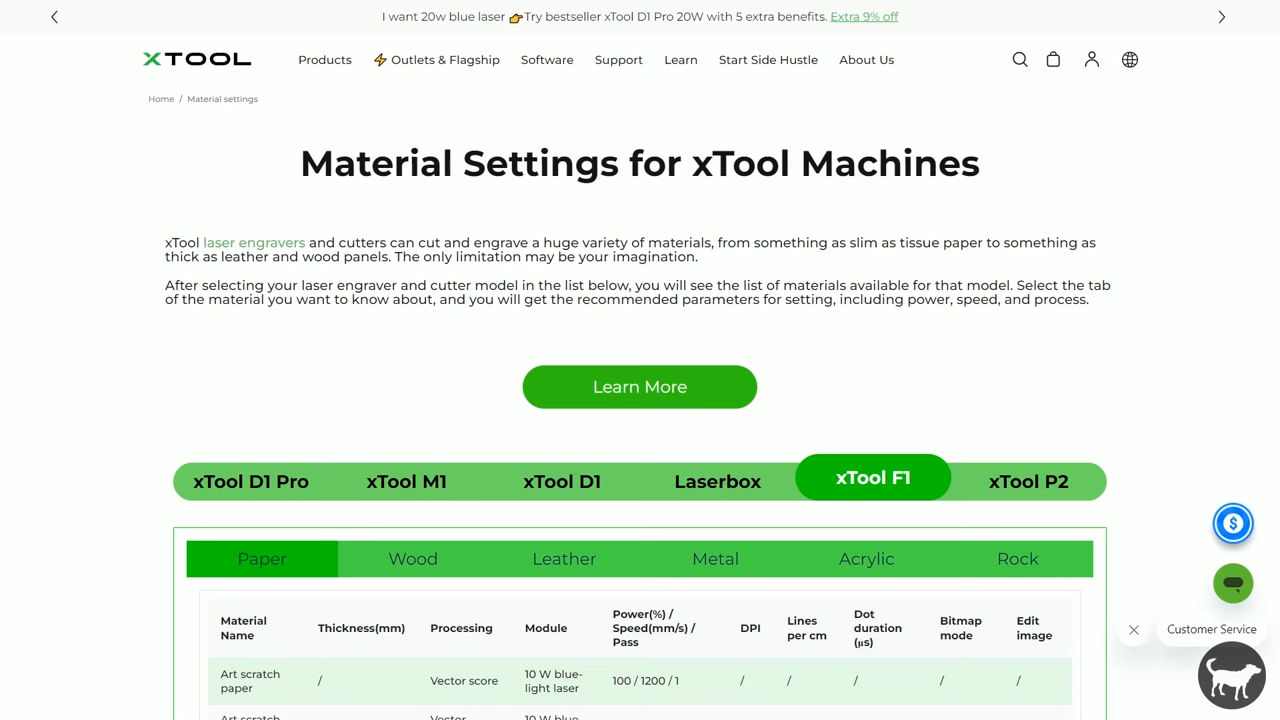 I want 20w blue laser 👉Try bestseller xTool D1 Pro 20W with 5 extra benefits. Extra 9% off
XTOOL
Products
⚡ Outlets & Flagship
Software
Support
Learn
Start Side Hustle
About Us
Home / Material settings
Material Settings for xTool Machines
xTool laser engravers and cutters can cut and engrave a huge variety of materials, from something as slim as tissue paper to something as
thick as leather and wood panels. The only limitation may be your imagination.
After selecting your laser engraver and cutter model in the list below, you will see the list of materials available for that model. Select the tab
of the material you want to know about, and you will get the recommended parameters for setting, including power, speed, and process.
Learn More
xTool D1 Pro
xTool M1
xTool D1
Laserbox
xTool F1
xTool P2
Paper
Wood
Leather
Metal
Acrylic
Rock
Material
Name
Thickness(mm)
Processing
Module
Power(%) /
Speed(mm/s) /
Pass
DPI
Lines
per cm
Dot
duration
(μs)
Bitmap
mode
Edit
image
Art scratch
paper
/
Vector score
10 W blue-
light laser
100 / 1200 / 1
/
/
/
/
/
Art scratch
Vector
10 W blue
$
Customer Service